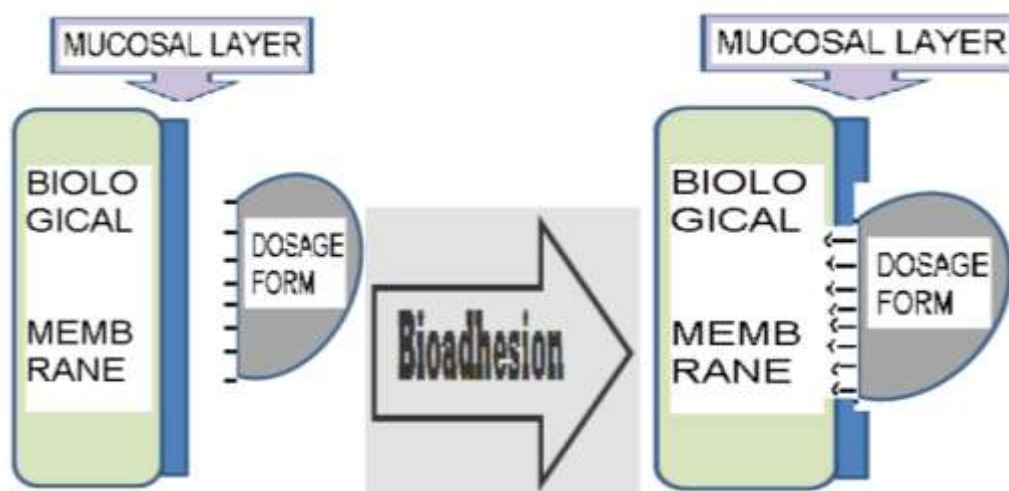 MUCOSAL LAYER
BIOLO
GICAL
MEMB
RANE
DOSAGE
FORM
Bioadhesion
MUCOSAL LAYER
BIOLO
GICAL
MEMB
RANE
DOSAGE
FORM